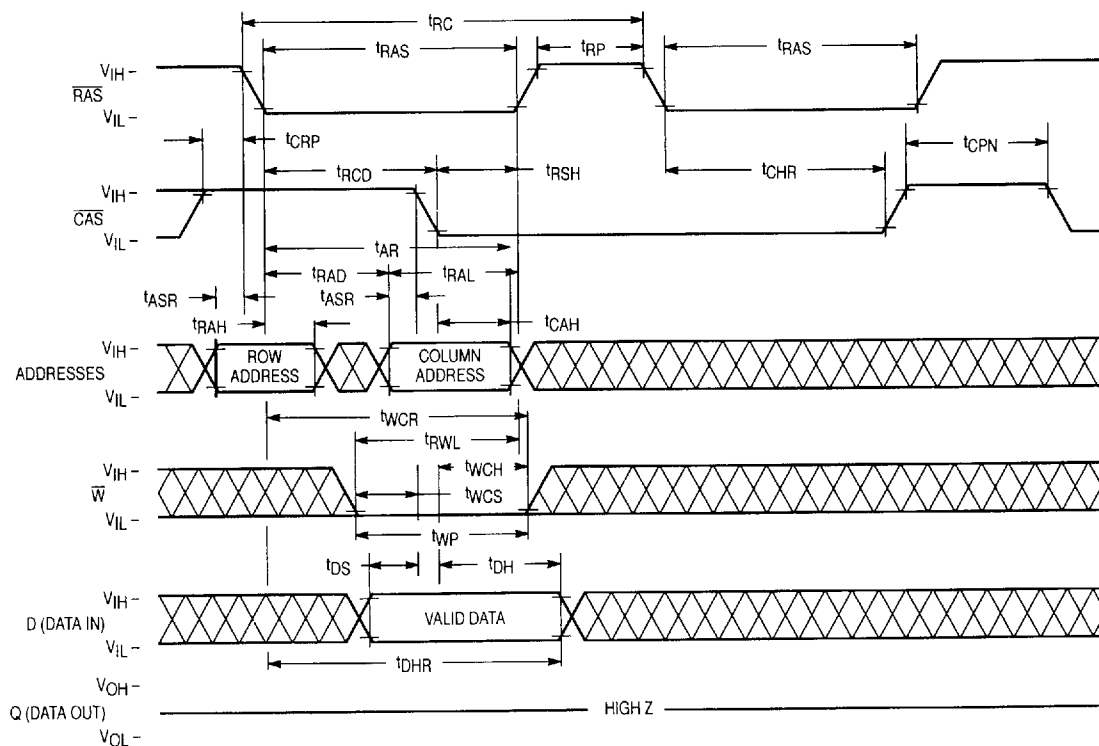 tRC
tRAS tRP tRAS
VIH
RAS
VIL
tCRP tCPN
tRCD tRSH tCHR
VIH
CAS
VIL
tAR
tRAD tRAL
tASR tASR
tRAH tCAH
VIH
ADDRESSES
VIL
ROW ADDRESS
COLUMN ADDRESS
tWCR
tRWL
VIH
W
VIL
tWCH
tWCS
tWP
tDS tDH
VIH
D (DATA IN)
VIL
VALID DATA
tDHR
VOH
Q (DATA OUT) HIGH Z
VOL